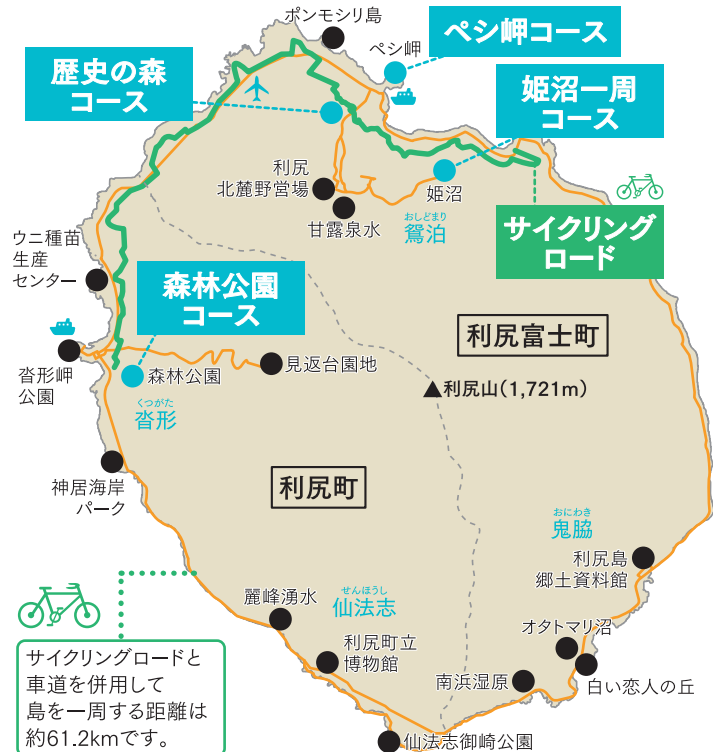 ポンモシリ島
ペシ岬
ペシ岬コース
歴史の森
コース
姫沼一周
コース
利尻
北麓野営場
甘露泉水
姫沼
おしどまり
鴛泊
サイクリング
ロード
ウニ種苗
生産
センター
森林公園
コース
利尻富士町
沓形岬
公園
森林公園
見返台園地
▲利尻山(1,721m)
くつがた
沓形
神居海岸
パーク
利尻町
おにわき
鬼脇
利尻島
郷土資料館
麗峰湧水
せんほうし
仙法志
利尻町立
博物館
オタトマリ沼
南浜湿原
白い恋人の丘
仙法志御崎公園
サイクリングロードと
車道を併用して
島を一周する距離は
約61.2kmです。